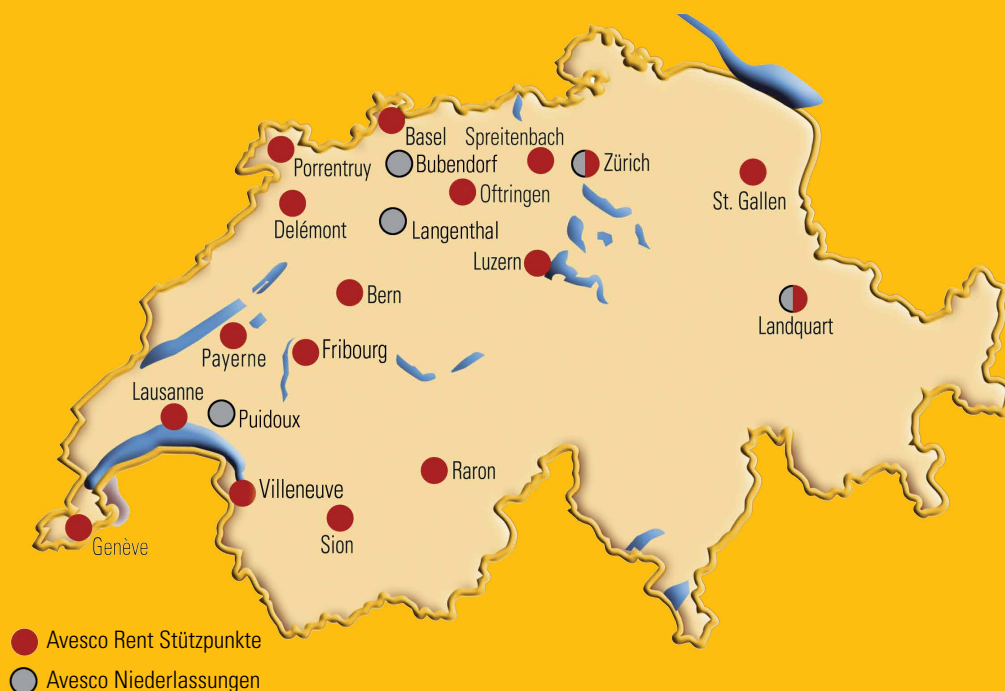 Basel
Spreitenbach
Porrentruy
Bubendorf
Zürich
Oftringen
St. Gallen
Delémont
Langenthal
Luzern
Bern
Landquart
Payerne
Fribourg
Lausanne
Puidoux
Raron
Villeneuve
Sion
Genève
Avesco Rent Stützpunkte
Avesco Niederlassungen